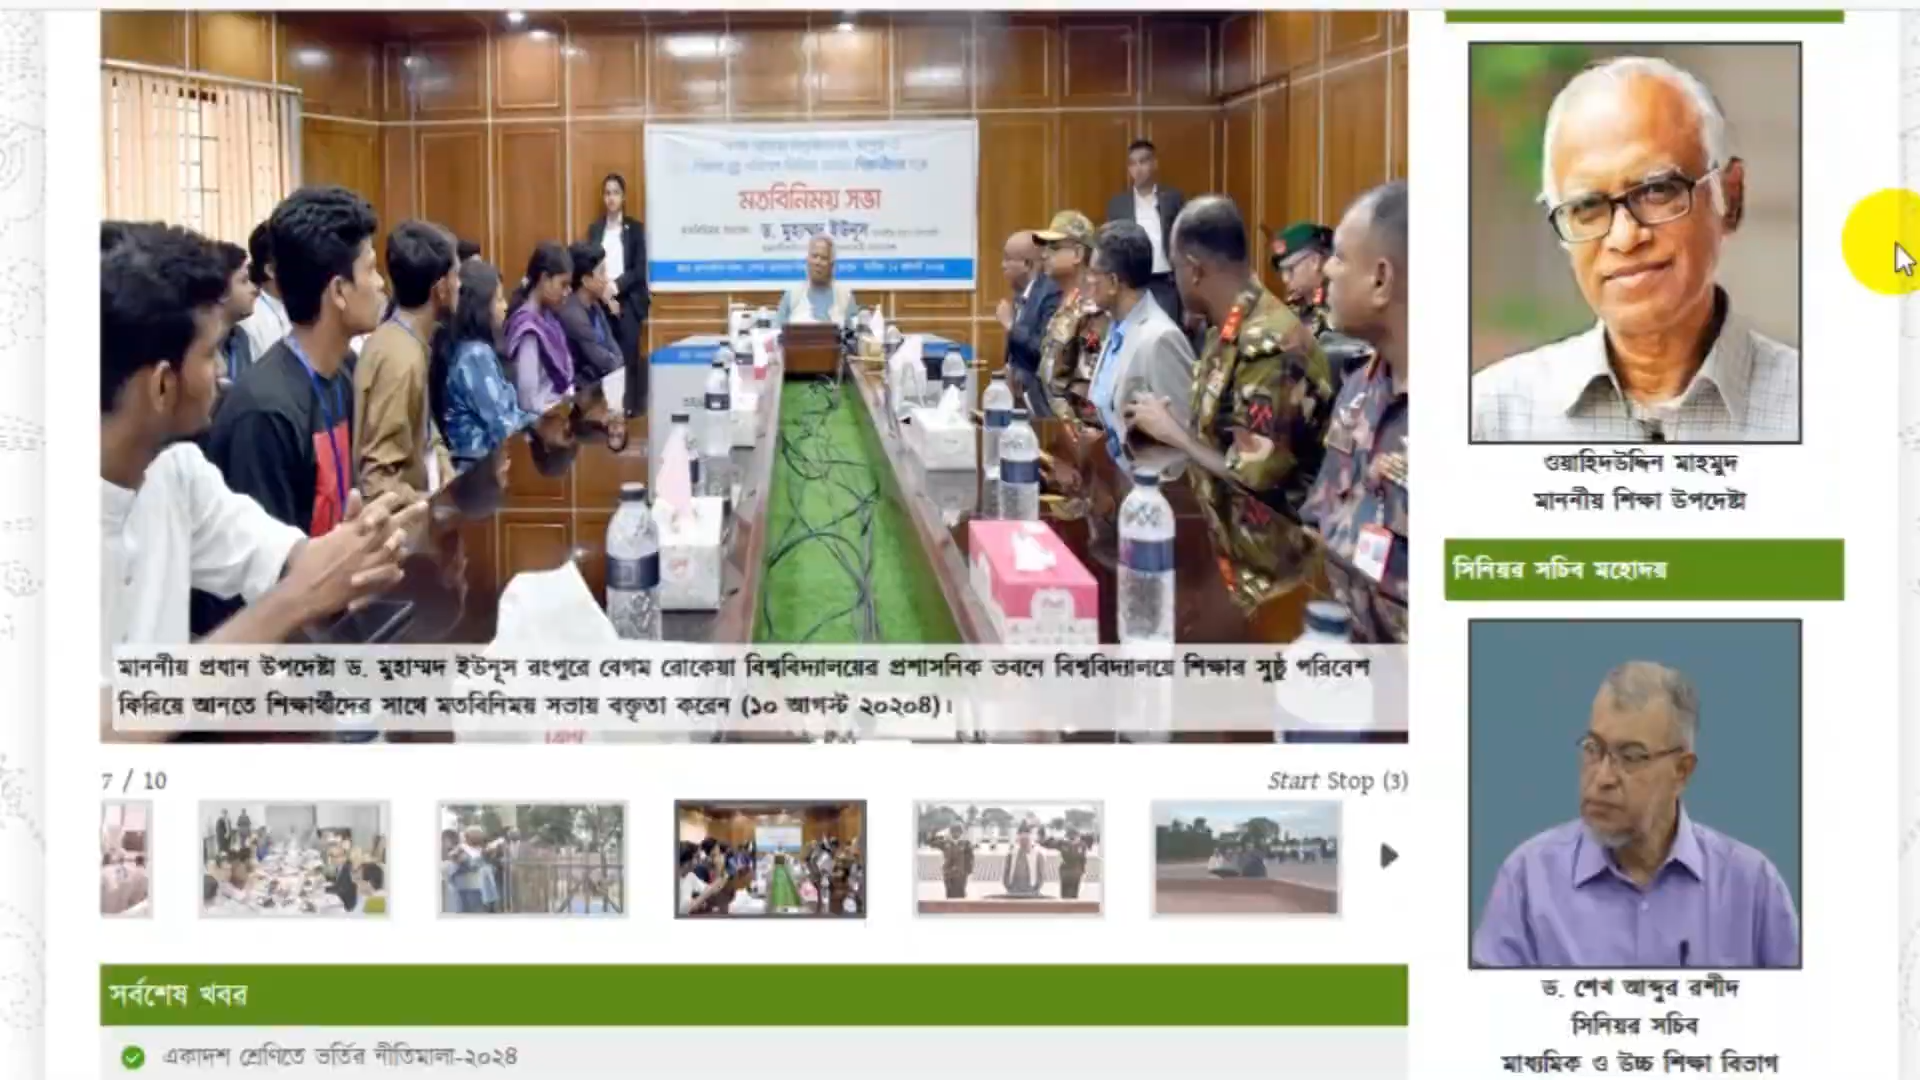 মতবিনিময় সভা
ড. মুহাম্মদ ইউনূস
মাননীয় প্রধান উপদেষ্টা ড. মুহাম্মদ ইউনূস রংপুরে বেগম রোকেয়া বিশ্ববিদ্যালয়ের প্রশাসনিক ভবনে বিশ্ববিদ্যালয়ে শিক্ষার সুষ্ঠু পরিবেশ
ফিরিয়ে আনতে শিক্ষার্থীদের সাথে মতবিনিময় সভায় বক্তৃতা করেন (১০ আগস্ট ২০২০৪)।
7 / 10
Start Stop (3)
সর্বশেষ খবর
একাদশ শ্রেণিতে ভর্তির নীতিমালা-২০২৪
ওয়াহিদউদ্দিন মাহমুদ
মাননীয় শিক্ষা উপদেষ্টা
সিনিয়র সচিব মহোদয়
ড. শেখ আব্দুর রশীদ
সিনিয়র সচিব
মাধ্যমিক ও উচ্চ শিক্ষা বিভাগ